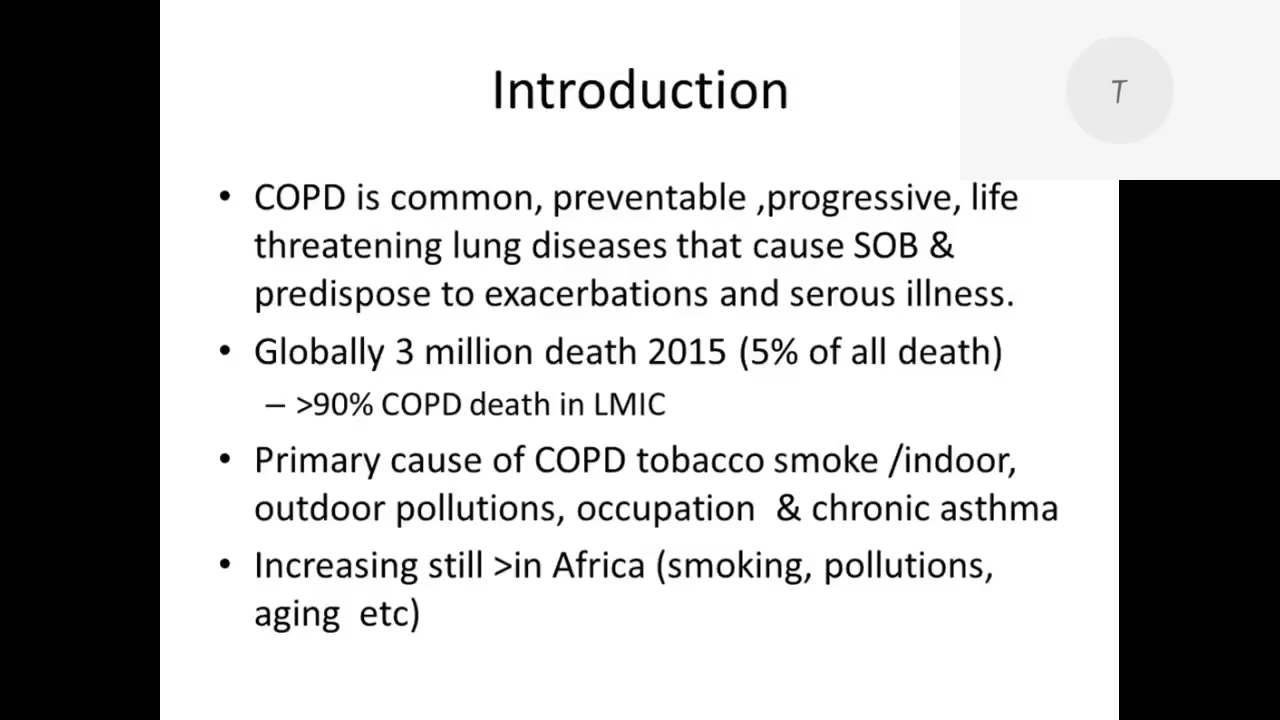 Introduction
T
• COPD is common, preventable ,progressive, life
threatening lung diseases that cause SOB &
predispose to exacerbations and serous illness.
• Globally 3 million death 2015 (5% of all death)
– >90% COPD death in LMIC
• Primary cause of COPD tobacco smoke /indoor,
outdoor pollutions, occupation  & chronic asthma
• Increasing still >in Africa (smoking, pollutions,
aging  etc)